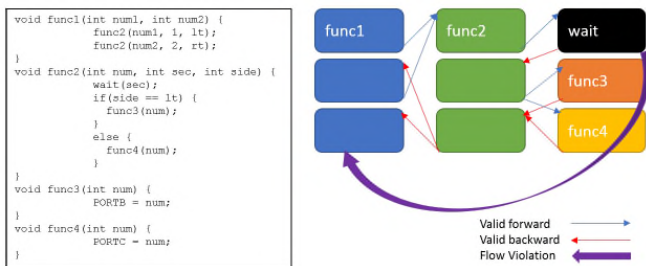 void func1(int num1, int num2) {
func2(num1, 1, lt);
func2(num2, 2, rt);
}
void func2(int num, int sec, int side) {
wait(sec);
if(side == lt) {
func3(num);
}
else {
func4(num);
}
}
void func3(int num) {
PORTB = num;
}
void func4(int num) {
PORTC = num;
}
func1
func2
wait
func3
func4
Valid forward
Valid backward
Flow Violation